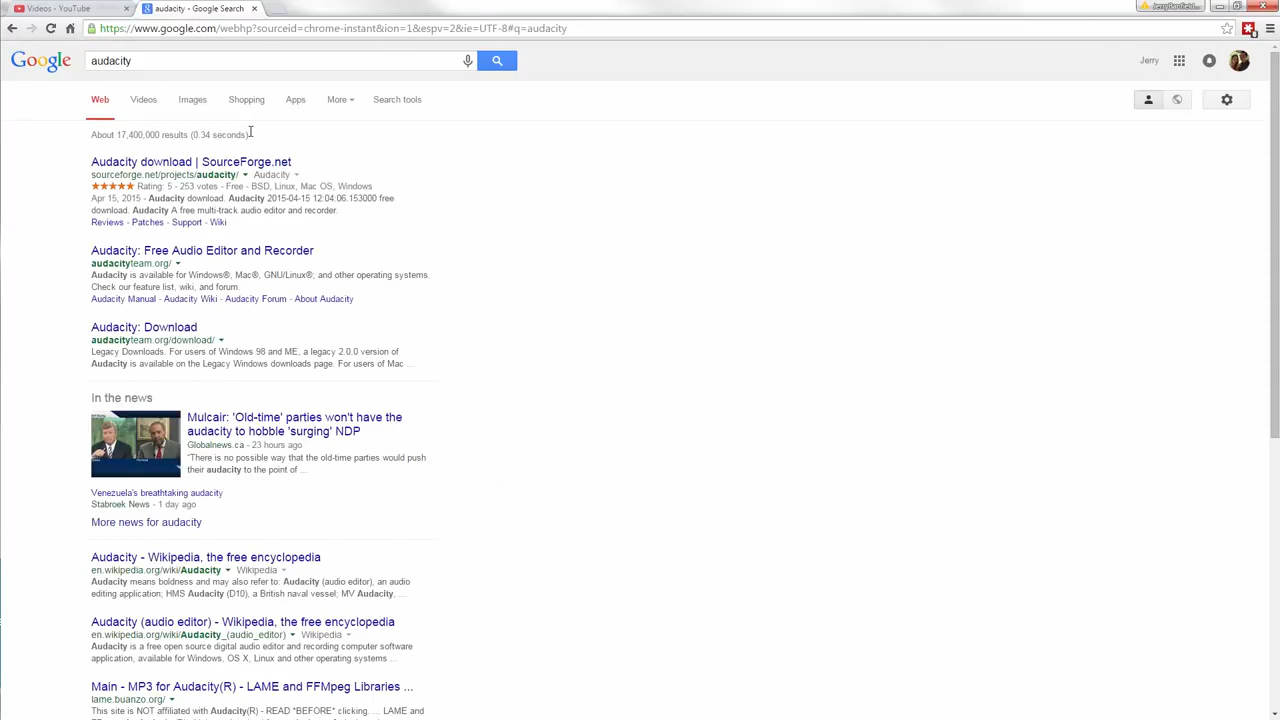 Videos - YouTube
audacity - Google Search
https://www.google.com/webhp?sourceid=chrome-instant&ion=1&espv=2&ie=UTF-8#q=audacity
Google
audacity
Jerry
Web Videos Images Shopping Apps More Search tools
About 17,400,000 results (0.34 seconds)
Audacity download | SourceForge.net
sourceforge.net/projects/audacity/ Audacity
Rating: 5 - 253 votes - Free - BSD, Linux, Mac OS, Windows
Apr 15, 2015 - Audacity download. Audacity 2015-04-15 12:04:06.153000 free
download. Audacity A free multi-track audio editor and recorder.
Reviews - Patches - Support - Wiki
Audacity: Free Audio Editor and Recorder
audacityteam.org/
Audacity is available for Windows®, Mac®, GNU/Linux®, and other operating systems.
Check our feature list, wiki, and forum.
Audacity Manual - Audacity Wiki - Audacity Forum - About Audacity
Audacity: Download
audacityteam.org/download/
Legacy Downloads. For users of Windows 98 and ME, a legacy 2.0.0 version of
Audacity is available on the Legacy Windows downloads page. For users of Mac ...
In the news
Mulcair: 'Old-time' parties won't have the
audacity to hobble 'surging' NDP
Globalnews.ca - 23 hours ago
"There is no possible way that the old-time parties would push
their audacity to the point of ...
Venezuela's breathtaking audacity
Stabroek News - 1 day ago
More news for audacity
Audacity - Wikipedia, the free encyclopedia
en.wikipedia.org/wiki/Audacity Wikipedia
Audacity means boldness and may also refer to: Audacity (audio editor), an audio
editing application; HMS Audacity (D10), a British naval vessel; MV Audacity, ...
Audacity (audio editor) - Wikipedia, the free encyclopedia
en.wikipedia.org/wiki/Audacity_(audio_editor) Wikipedia
Audacity is a free open source digital audio editor and recording computer software
application, available for Windows, OS X, Linux and other operating systems ...
Main - MP3 for Audacity(R) - LAME and FFMpeg Libraries ...
lame.buanzo.org/
This site is NOT affiliated with Audacity(R) - READ *BEFORE* clicking. ... LAME and